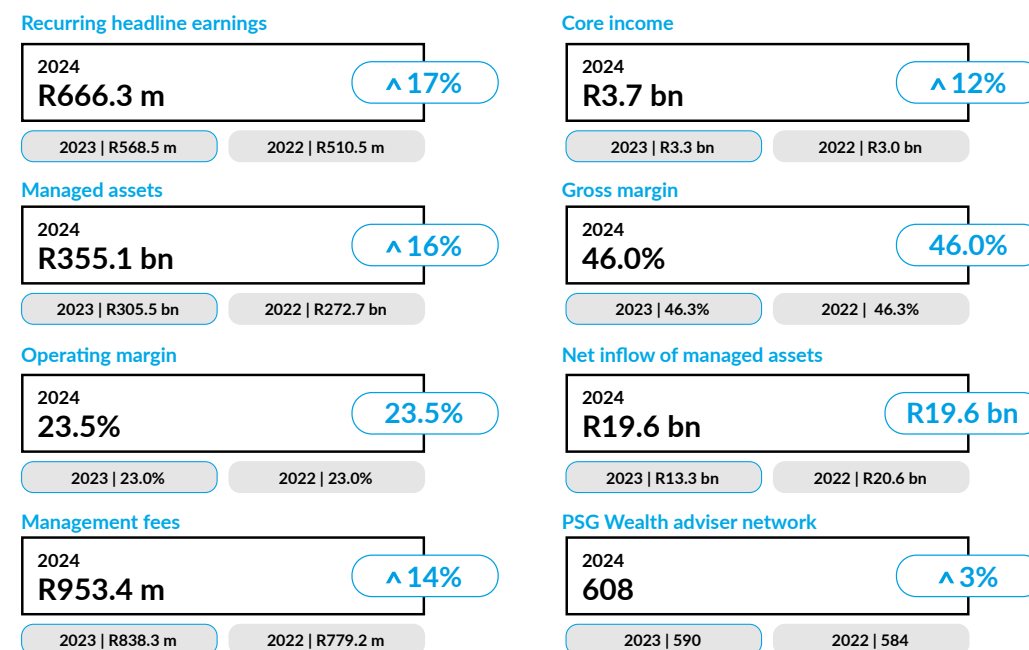 Recurring headline earnings
2024
R666.3 m
^ 17%
2023 | R568.5 m
2022 | R510.5 m
Core income
2024
R3.7 bn
^ 12%
2023 | R3.3 bn
2022 | R3.0 bn
Managed assets
2024
R355.1 bn
^ 16%
2023 | R305.5 bn
2022 | R272.7 bn
Gross margin
2024
46.0%
46.0%
2023 | 46.3%
2022 | 46.3%
Operating margin
2024
23.5%
23.5%
2023 | 23.0%
2022 | 23.0%
Net inflow of managed assets
2024
R19.6 bn
R19.6 bn
2023 | R13.3 bn
2022 | R20.6 bn
Management fees
2024
R953.4 m
^ 14%
2023 | R838.3 m
2022 | R779.2 m
PSG Wealth adviser network
2024
608
^ 3%
2023 | 590
2022 | 584